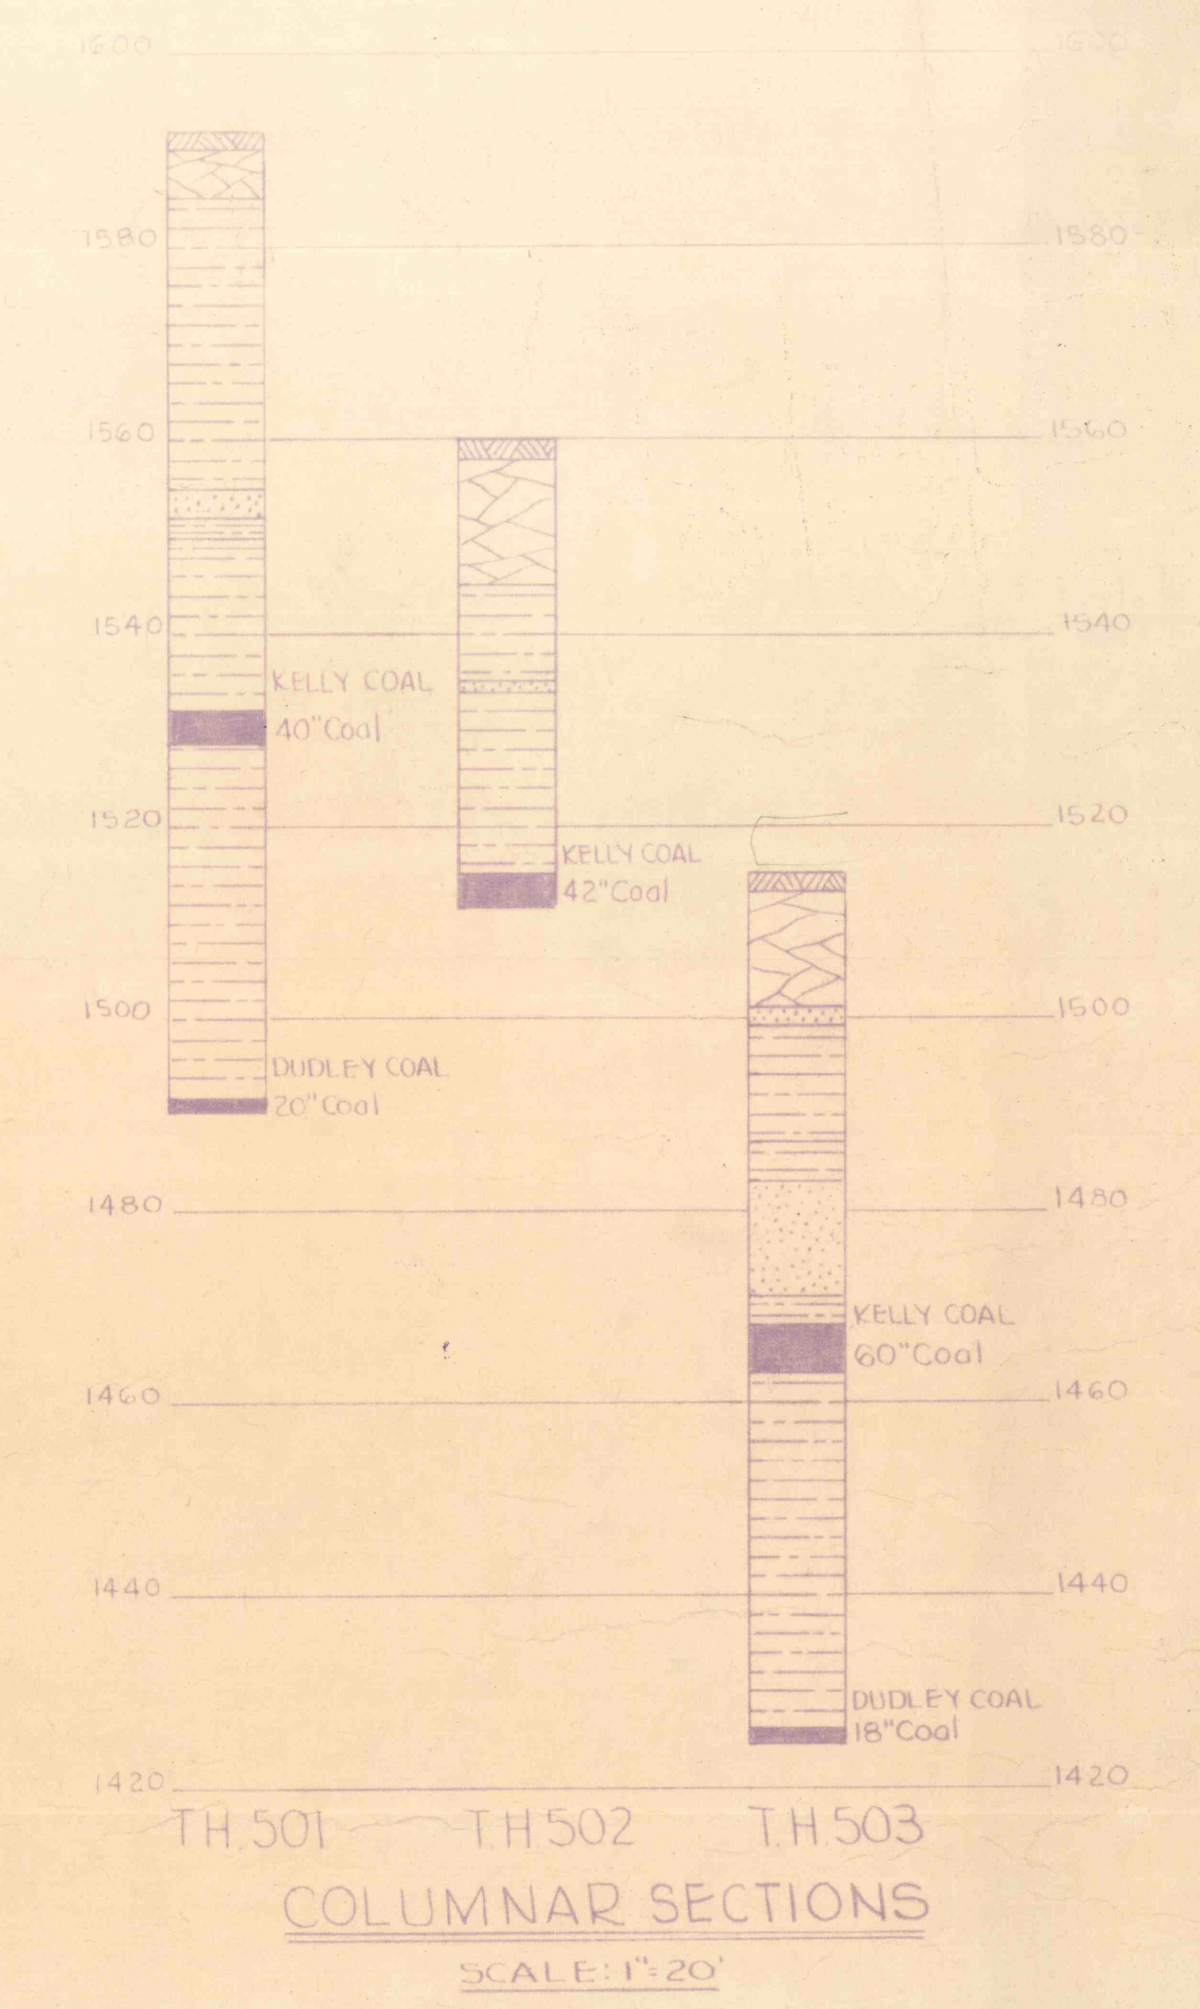 1600 1600
1580 1580
1560 1560
1540 1540
KELLY COAL
40"Coal
1520 1520
KELLY COAL
42"Coal
1500 1500
DUDLEY COAL
20"Coal
1480 1480
KELLY COAL
60"Coal
1460 1460
1440 1440
DUDLEY COAL
18"Coal
1420 1420
T.H.501 T.H.502 T.H.503
COLUMNAR SECTIONS
SCALE: 1"=20'